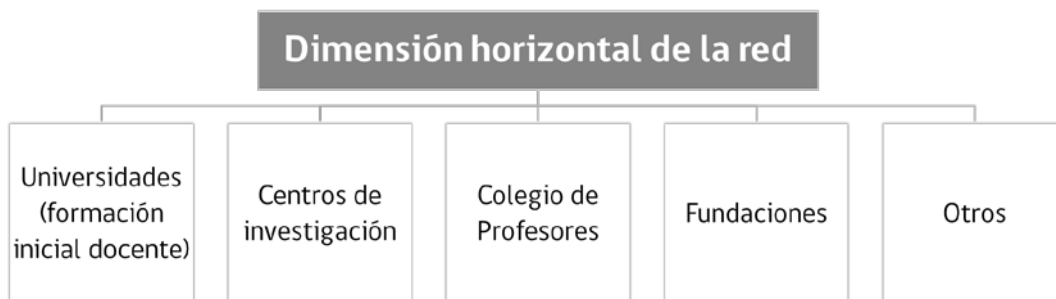 Dimensión horizontal de la red
Universidades
(formación
inicial docente)
Centros de
investigación
Colegio de
Profesores
Fundaciones
Otros